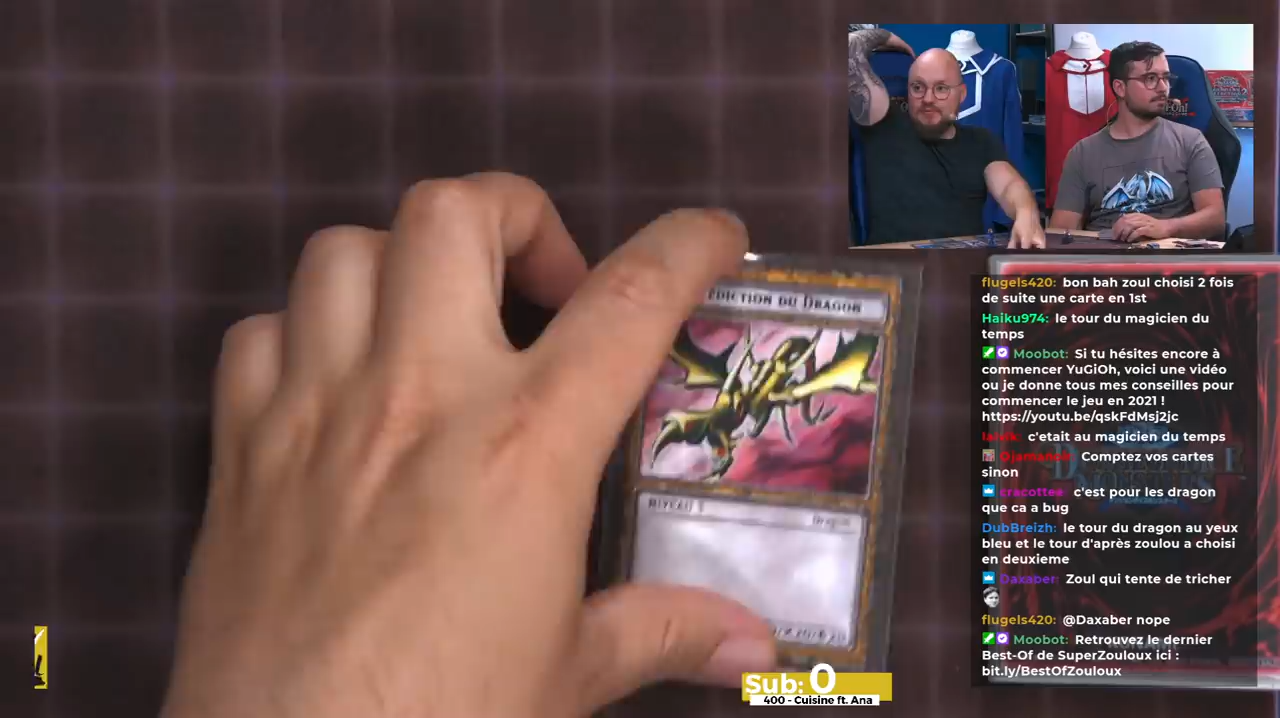 EDICTION DU DRAGON
NIVEAU 5
Dragon
flugels420: bon bah zoul choisi 2 fois
de suite une carte en 1st
Haiku974: le tour du magicien du
temps
Moobot: Si tu hésites encore à
commencer YuGiOh, voici une vidéo
ou je donne tous mes conseilles pour
commencer le jeu en 2021 !
https://youtu.be/qskFdMsj2jc
c'etait au magicien du temps
Comptez vos cartes
sinon
cracottee: c'est pour les dragon
que ca a bug
DubBreizh: le tour du dragon au yeux
bleu et le tour d'après zoulou a choisi
en deuxieme
Daxaber: Zoul qui tente de tricher
flugels420: @Daxaber nope
Moobot: Retrouvez le dernier
Best-Of de SuperZouloux ici :
bit.ly/BestOfZouloux
Sub: 0
400 - Cuisine ft. Ana